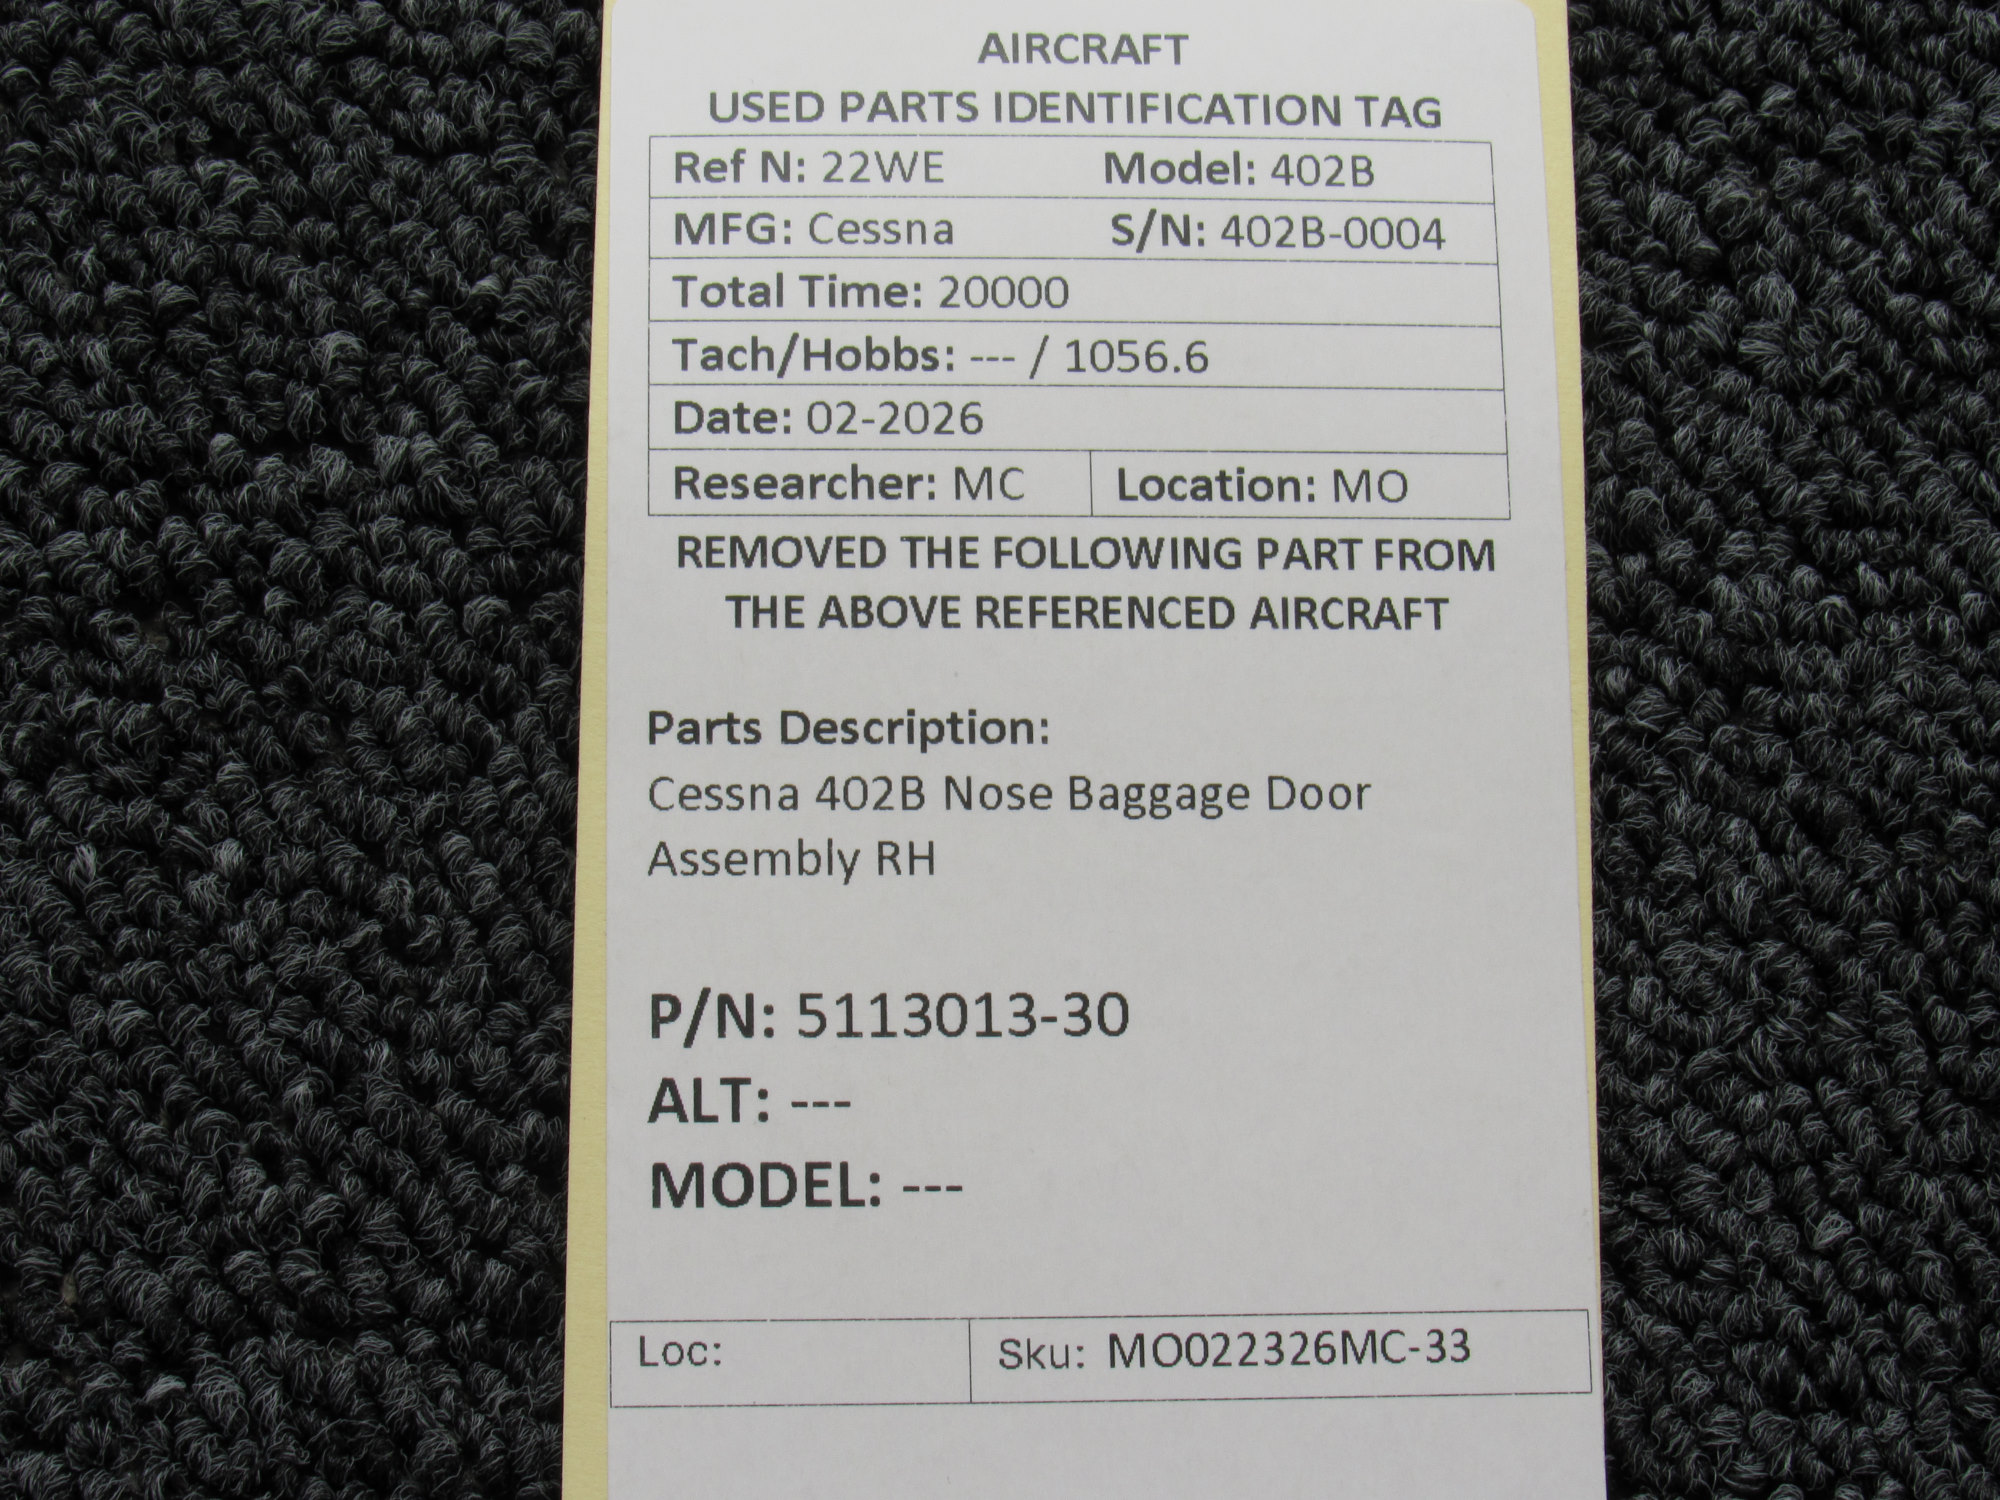 AIRCRAFT
USED PARTS IDENTIFICATION TAG
Ref N: 22WE Model: 402B
MFG: Cessna S/N: 402B-0004
Total Time: 20000
Tach/Hobbs: --- / 1056.6
Date: 02-2026
Researcher: MC Location: MO
REMOVED THE FOLLOWING PART FROM
THE ABOVE REFERENCED AIRCRAFT
Parts Description:
Cessna 402B Nose Baggage Door
Assembly RH
P/N: 5113013-30
ALT: ---
MODEL: ---
Loc: Sku: MO022326MC-33